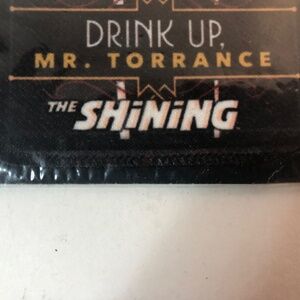 DRINK UP,
MR. TORRANCE
THE SHiNiNG